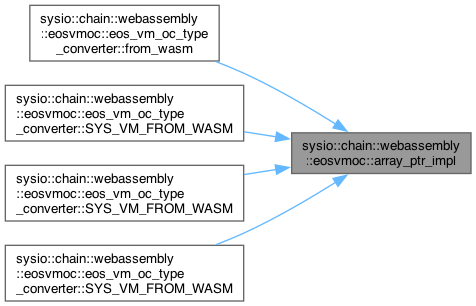 sysio::chain::webassembly
::eosvmoc::eos_vm_oc_type
_converter::from_wasm
sysio::chain::webassembly
::eosvmoc::eos_vm_oc_type
_converter::SYS_VM_FROM_WASM
sysio::chain::webassembly
::eosvmoc::array_ptr_impl
sysio::chain::webassembly
::eosvmoc::eos_vm_oc_type
_converter::SYS_VM_FROM_WASM
sysio::chain::webassembly
::eosvmoc::eos_vm_oc_type
_converter::SYS_VM_FROM_WASM